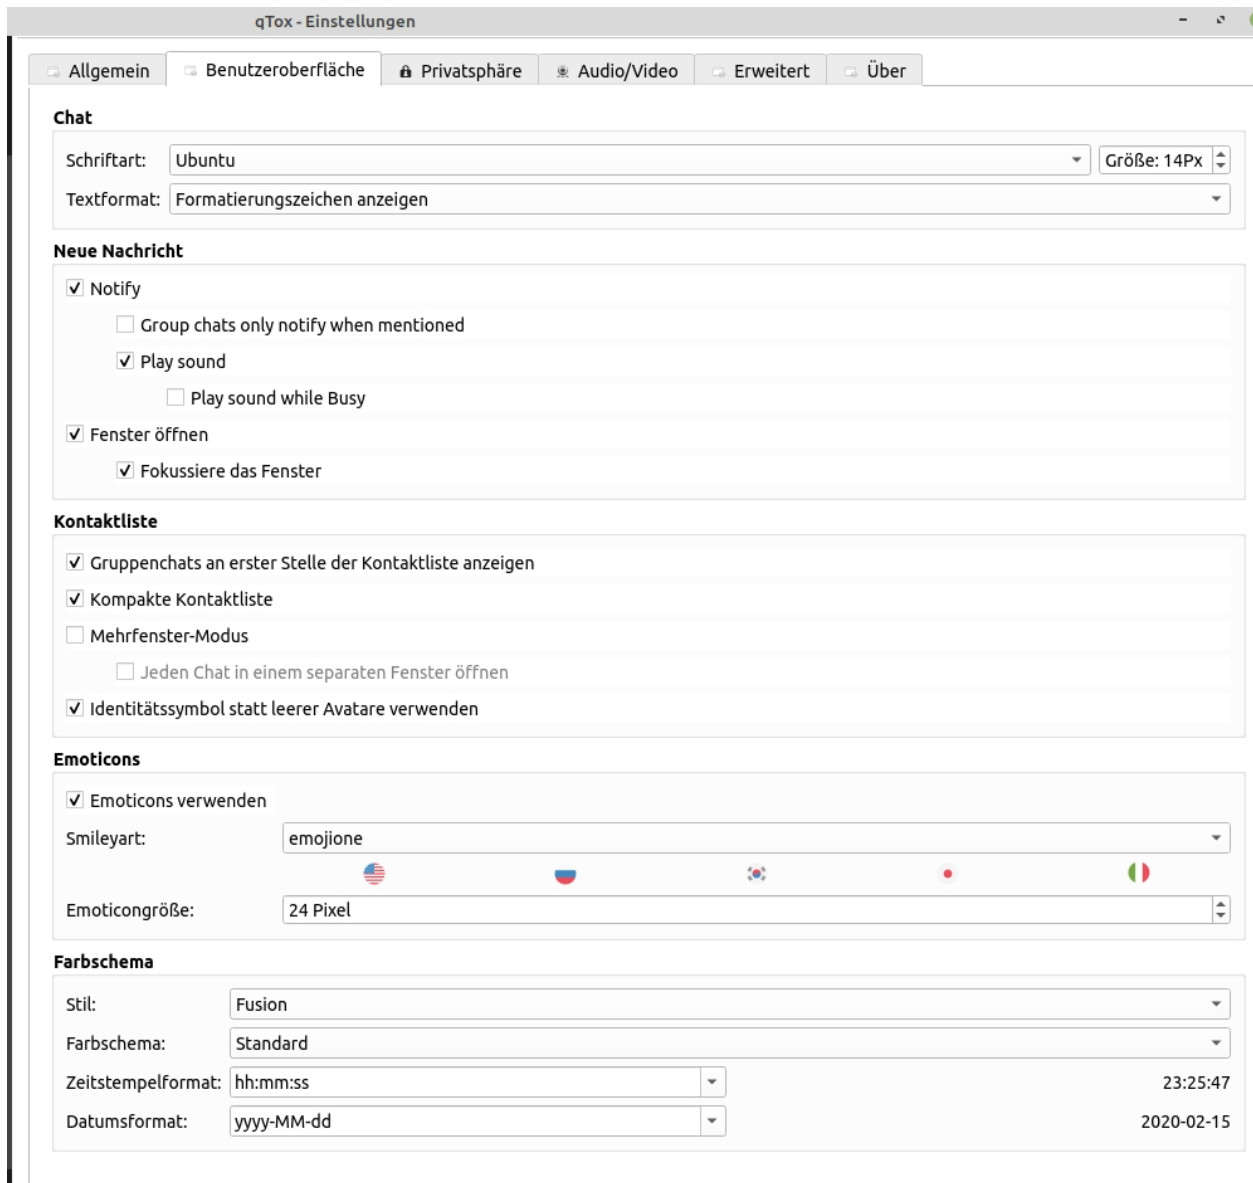 qTox - Einstellungen
Allgemein Benutzeroberfläche Privatsphäre Audio/Video Erweitert Über
Chat
Schriftart: Ubuntu Größe: 14Px
Textformat: Formatierungszeichen anzeigen
Neue Nachricht
Notify
Group chats only notify when mentioned
Play sound
Play sound while Busy
Fenster öffnen
Fokussiere das Fenster
Kontaktliste
Gruppenchats an erster Stelle der Kontaktliste anzeigen
Kompakte Kontaktliste
Mehrfenster-Modus
Jeden Chat in einem separaten Fenster öffnen
Identitätssymbol statt leerer Avatare verwenden
Emoticons
Emoticons verwenden
Smileyart: emojione
Emoticongröße: 24 Pixel
Farbschema
Stil: Fusion
Farbschema: Standard
Zeitstempelformat: hh:mm:ss 23:25:47
Datumsformat: yyyy-MM-dd 2020-02-15